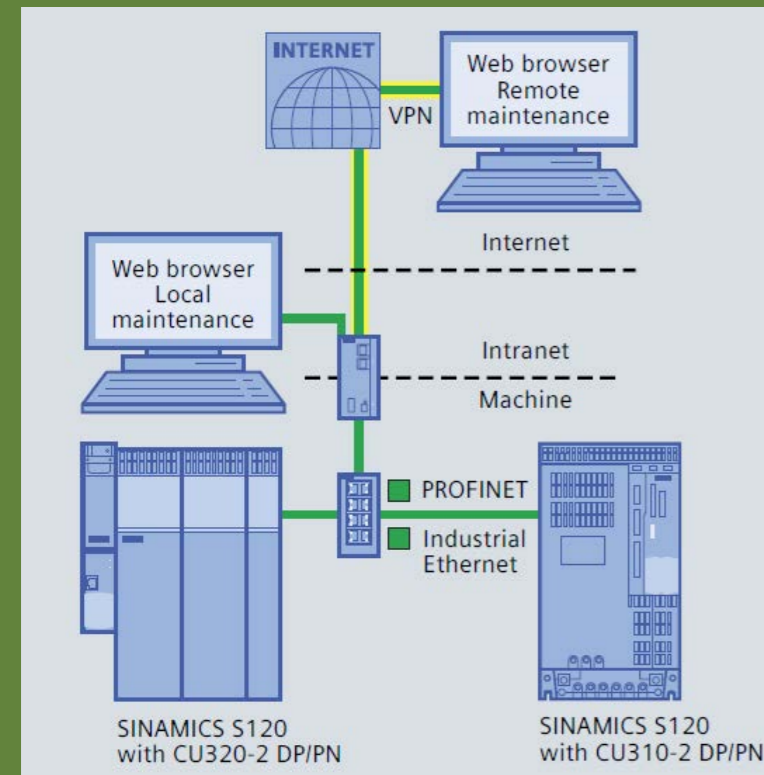 INTERNET
Web browser
Remote
maintenance
VPN
Internet
Web browser
Local
maintenance
Intranet
Machine
PROFINET
Industrial
Ethernet
SINAMICS S120
with CU320-2 DP/PN
SINAMICS S120
with CU310-2 DP/PN